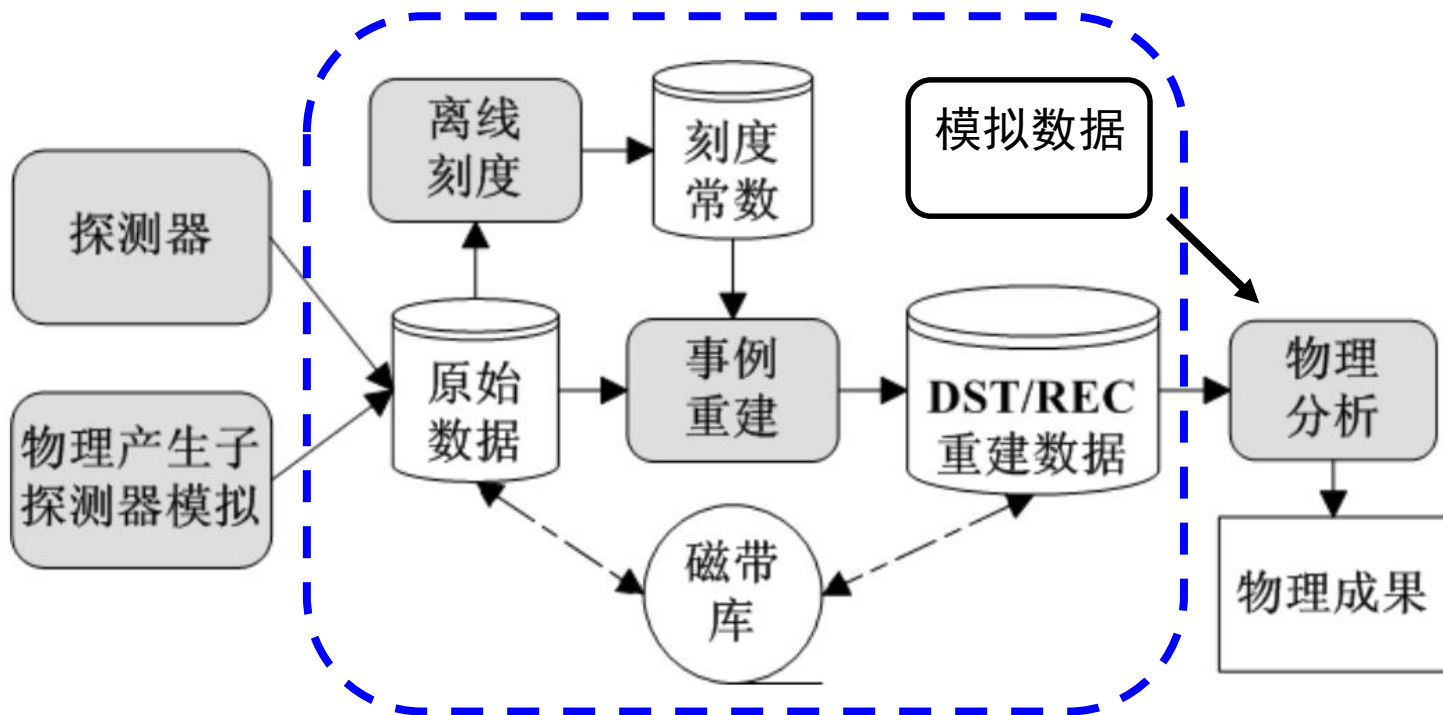 离线
刻度
刻度
常数
模拟数据
探测器
原始
数据
事例
重建
DST/REC
重建数据
物理
分析
物理产生子
探测器模拟
磁带
库
物理成果